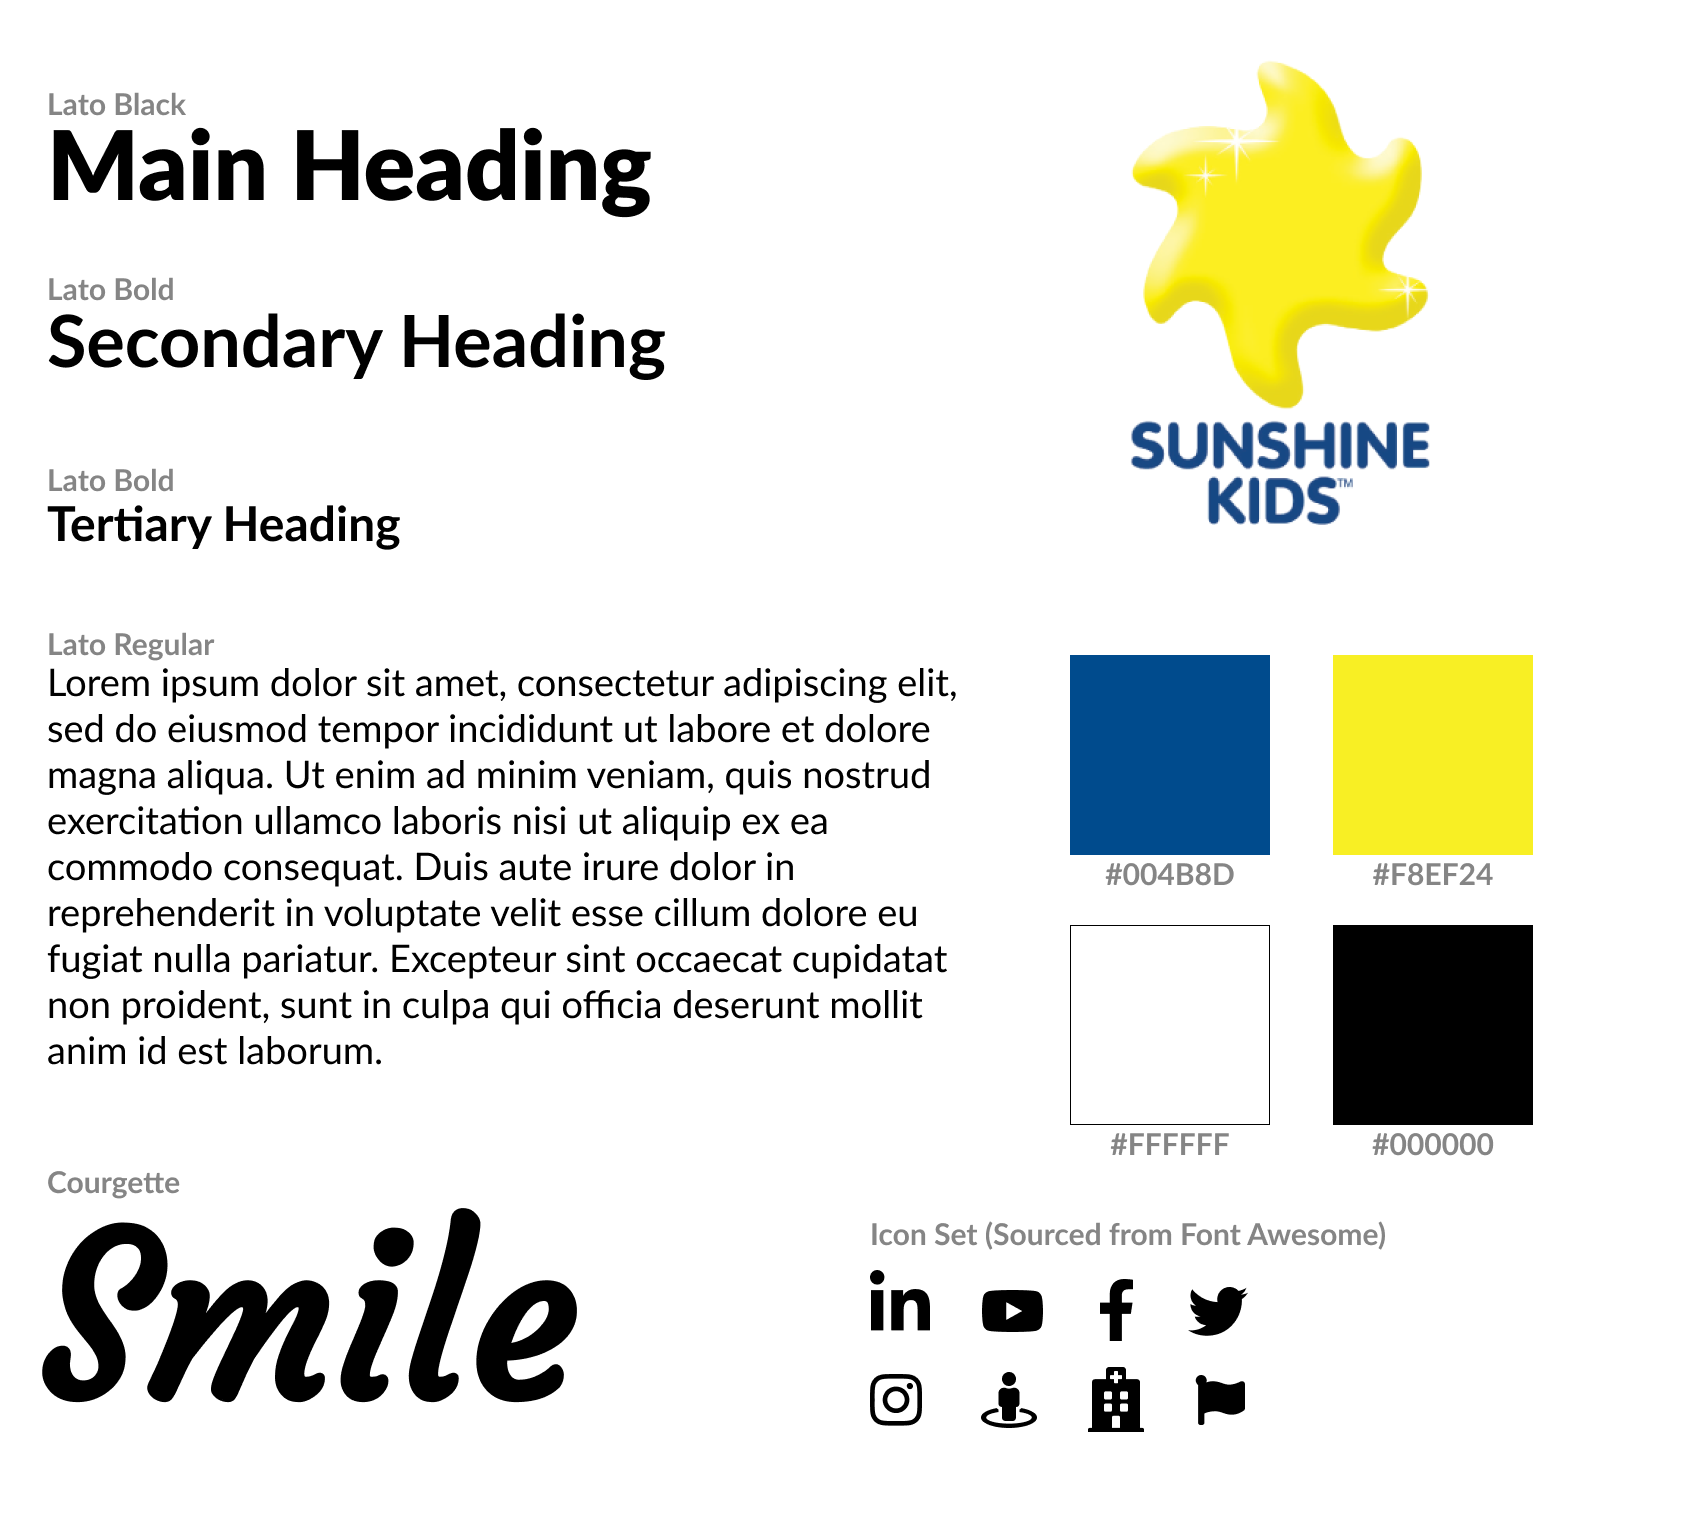 Lato Black
Main Heading
Lato Bold
Secondary Heading
Lato Bold
Tertiary Heading
Lato Regular
Lorem ipsum dolor sit amet, consectetur adipiscing elit,
sed do eiusmod tempor incididunt ut labore et dolore
magna aliqua. Ut enim ad minim veniam, quis nostrud
exercitation ullamco laboris nisi ut aliquip ex ea
commodo consequat. Duis aute irure dolor in
reprehenderit in voluptate velit esse cillum dolore eu
fugiat nulla pariatur. Excepteur sint occaecat cupidatat
non proident, sunt in culpa qui officia deserunt mollit
anim id est laborum.
Courgette
Smile
SUNSHINE
KIDS™
#004B8D
#F8EF24
#FFFFFF
#000000
Icon Set (Sourced from Font Awesome)
in